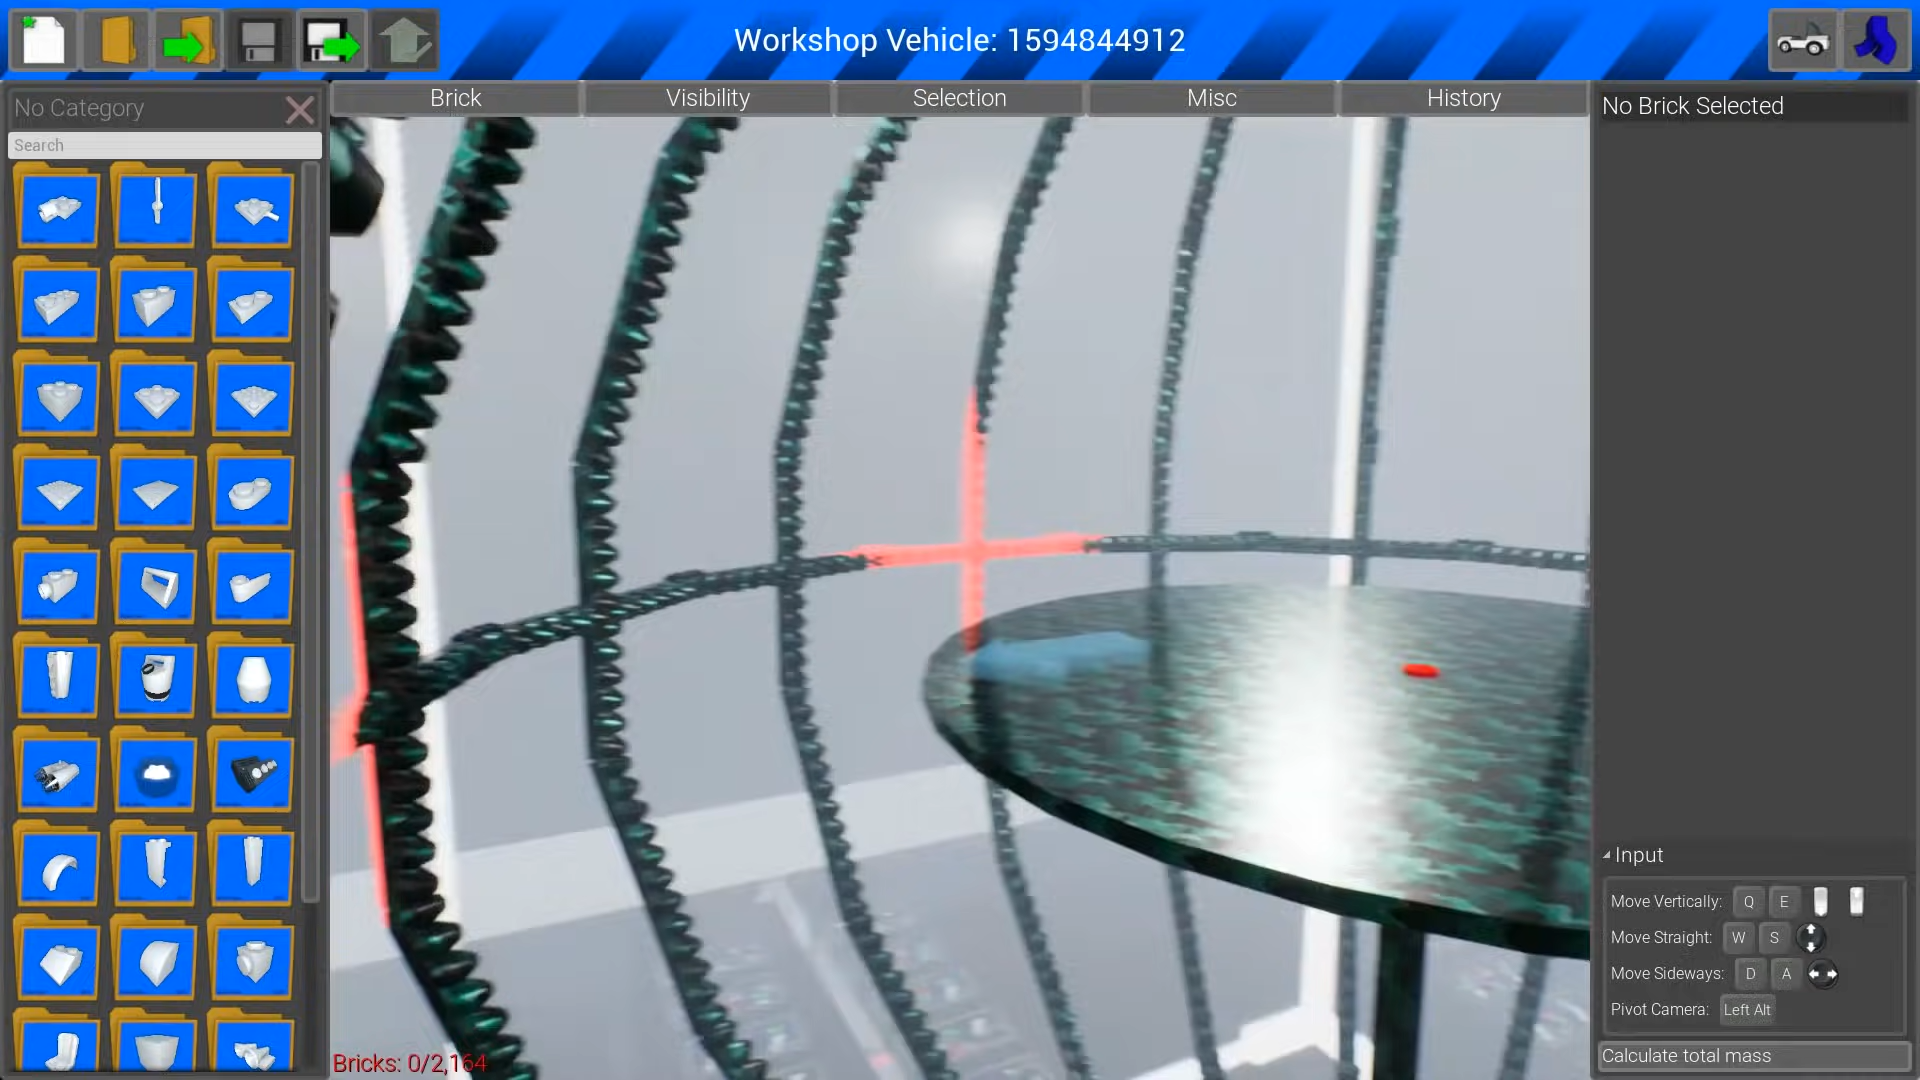 Workshop Vehicle: 1594844912
No Category
Search
Brick
Visibility
Selection
Misc
History
No Brick Selected
Input
Move Vertically: Q E
Move Straight: W S
Move Sideways: D A
Pivot Camera: Left Alt
Calculate total mass
Bricks: 0/2,164